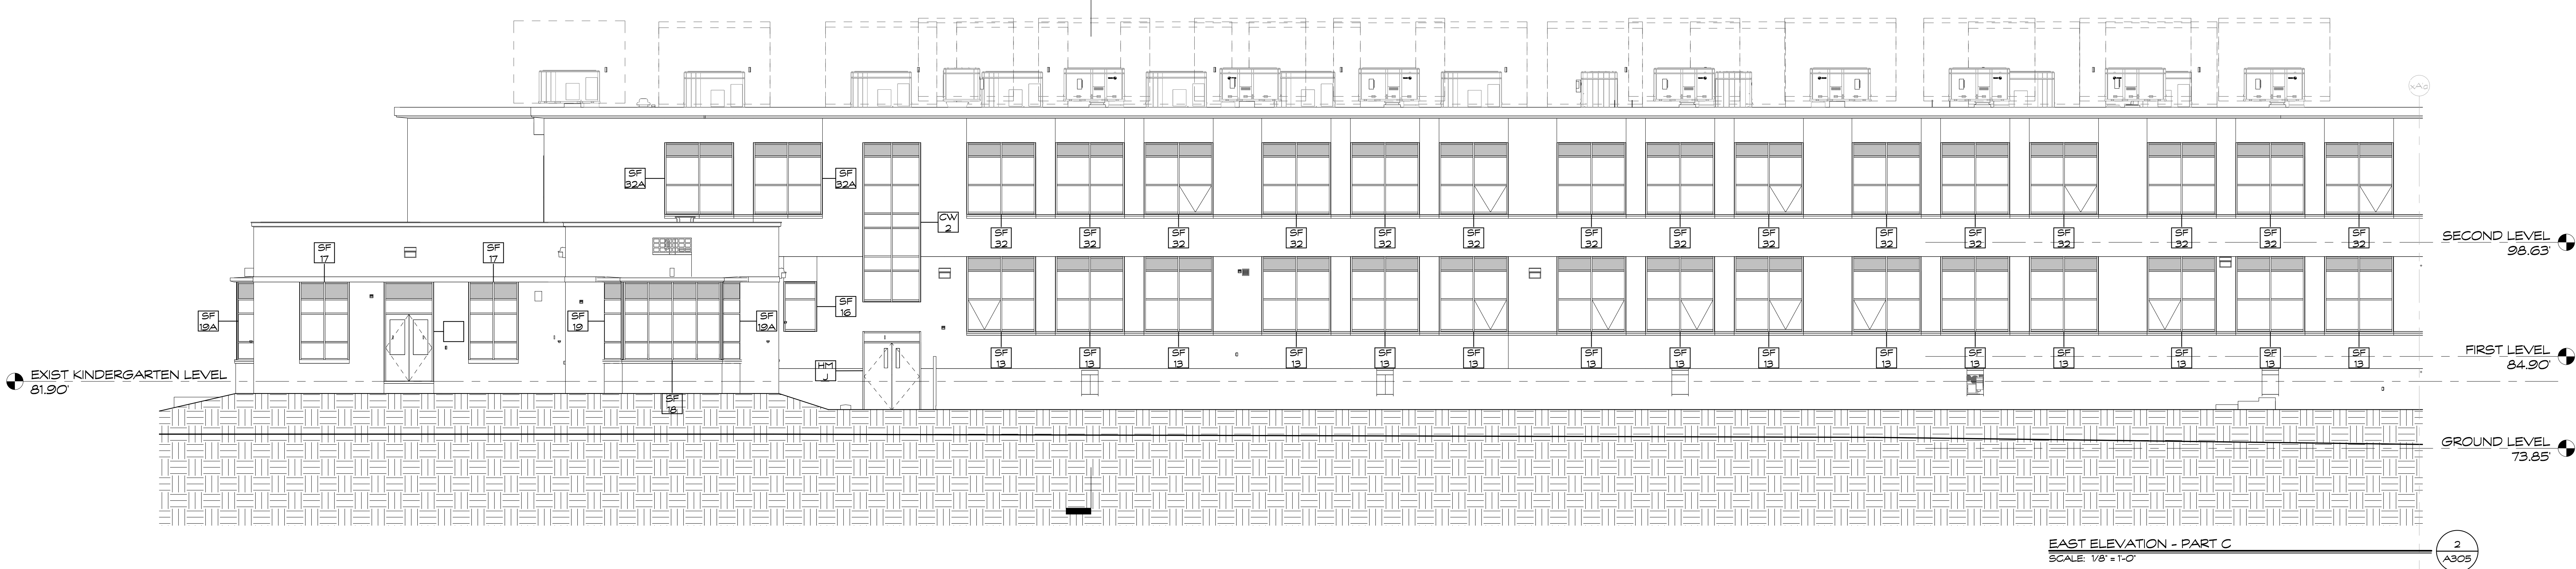 SF
32A
SF
32A
CW
2
SF
32
SF
32
SF
32
SF
32
SF
32
SF
32
SF
32
SF
32
SF
32
SF
32
SF
32
SF
32
SF
32
SF
32
SF
32
SECOND LEVEL
98.63'
SF
17
SF
17
SF
19A
SF
19
SF
19A
SF
16
HM
J
SF
13
SF
13
SF
13
SF
13
SF
13
SF
13
SF
13
SF
13
SF
13
SF
13
SF
13
SF
13
SF
13
SF
13
SF
13
FIRST LEVEL
84.90'
EXIST KINDERGARTEN LEVEL
81.90'
SF
18
GROUND LEVEL
73.85'
EAST ELEVATION - PART C
SCALE: 1/8" = 1'-0"
2
A305